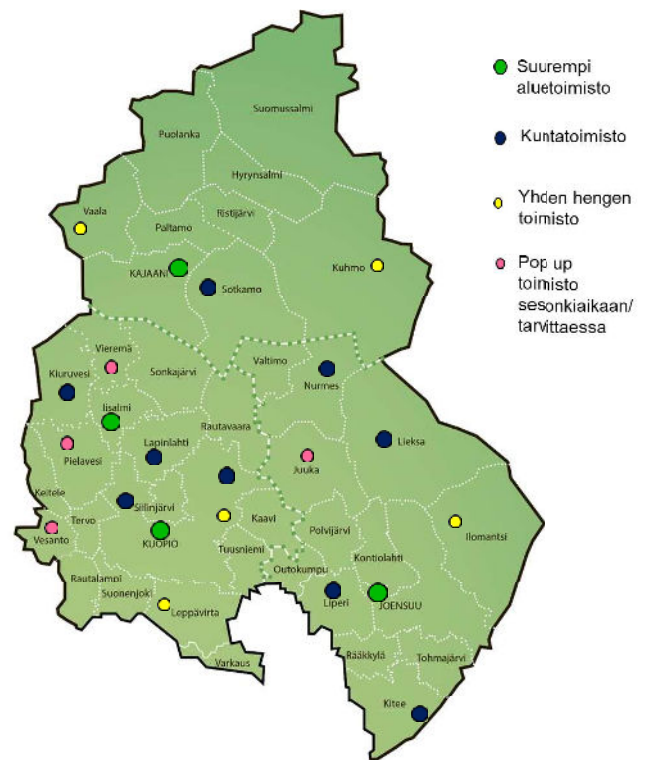 Suurempi
aluetoimisto
Kuntatoimisto
Yhden hengen
toimisto
Pop up
toimisto
sesonkiaikaan/
tarvittaessa
Suomussalmi
Puolanka
Hyrynsalmi
Ristijärvi
Vaala
Paltamo
KAJAANI
Kuhmo
Sotkamo
Vieremä
Valtimo
Kiuruvesi
Sonkajärvi
Nurmes
Iisalmi
Rautavaara
Lapinlahti
Lieksa
Pielavesi
Juuka
Keitele
Siilinjärvi
Tervo
Kaavi
Polvijärvi
Ilomantsi
Vesanto
KUOPIO
Tuusniemi
Kontiolahti
Outokumpu
Rautalampi
Suonenjoki
Liperi
JOENSUU
Leppävirta
Rääkkylä
Tohmajärvi
Varkaus
Kitee